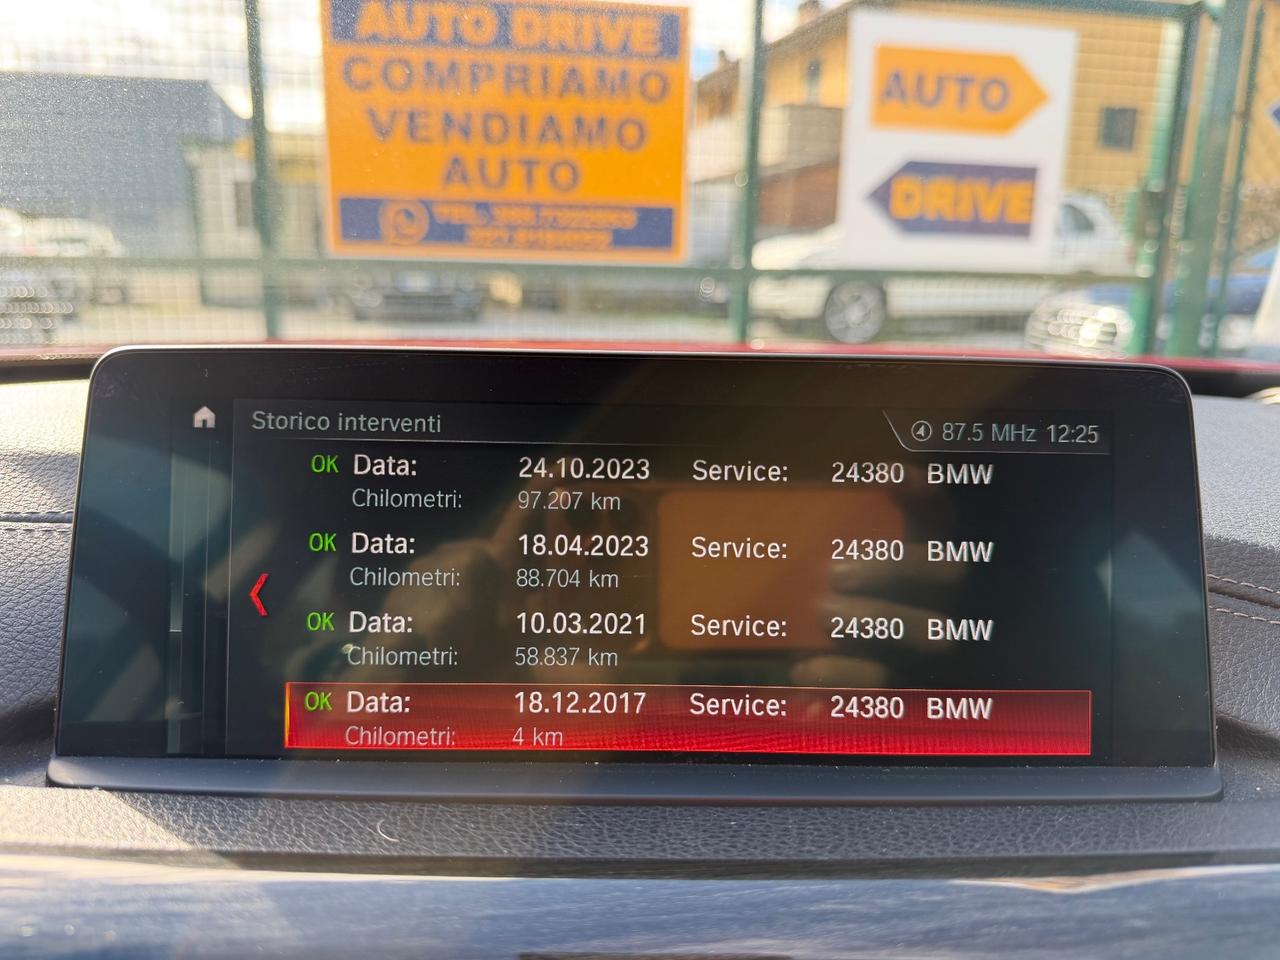 AUTO DRIVE
COMPRIAMO
VENDIAMO
AUTO
AUTO
DRIVE
TEL.
Storico interventi
87.5 MHz 12:25
OK Data: 24.10.2023 Service: 24380 BMW
Chilometri: 97.207 km
OK Data: 18.04.2023 Service: 24380 BMW
Chilometri: 88.704 km
OK Data: 10.03.2021 Service: 24380 BMW
Chilometri: 58.837 km
OK Data: 18.12.2017 Service: 24380 BMW
Chilometri: 4 km